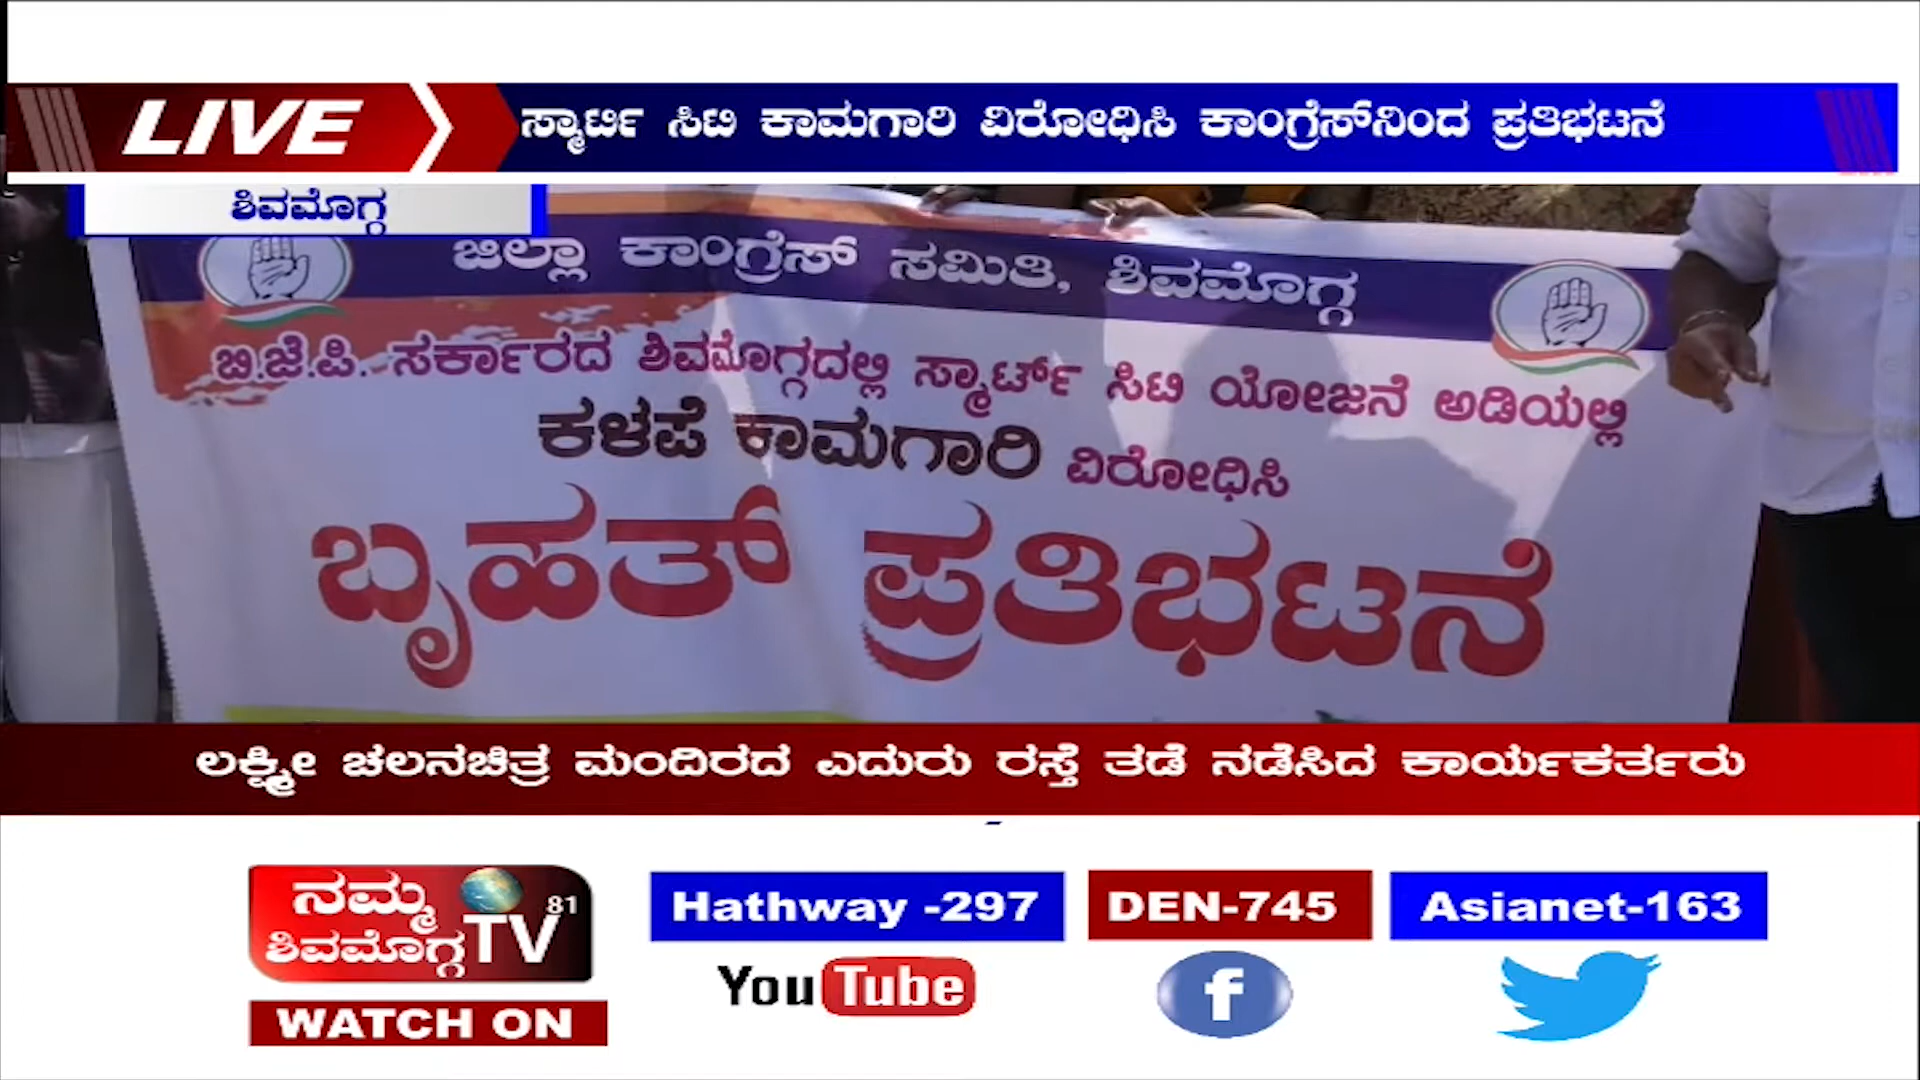 LIVE ಸ್ಮಾರ್ಟಿ ಸಿಟಿ ಕಾಮಗಾರಿ ವಿರೋಧಿಸಿ ಕಾಂಗ್ರೆಸ್‌ನಿಂದ ಪ್ರತಿಭಟನೆ
ಶಿವಮೊಗ್ಗ
ಜಿಲ್ಲಾ ಕಾಂಗ್ರೆಸ್ ಸಮಿತಿ, ಶಿವಮೊಗ್ಗ
ಬಿ.ಜೆ.ಪಿ. ಸರ್ಕಾರದ ಶಿವಮೊಗ್ಗದಲ್ಲಿ ಸ್ಮಾರ್ಟ್ ಸಿಟಿ ಯೋಜನೆ ಅಡಿಯಲ್ಲಿ
ಕಳಪೆ ಕಾಮಗಾರಿ ವಿರೋಧಿಸಿ
ಬೃಹತ್ ಪ್ರತಿಭಟನೆ
ಲಕ್ಷ್ಮೀ ಚಲನಚಿತ್ರ ಮಂದಿರದ ಎದುರು ರಸ್ತೆ ತಡೆ ನಡೆಸಿದ ಕಾರ್ಯಕರ್ತರು
ನಮ್ಮ
ಶಿವಮೊಗ್ಗ TV 81
WATCH ON
Hathway -297 DEN-745 Asianet-163
YouTube f